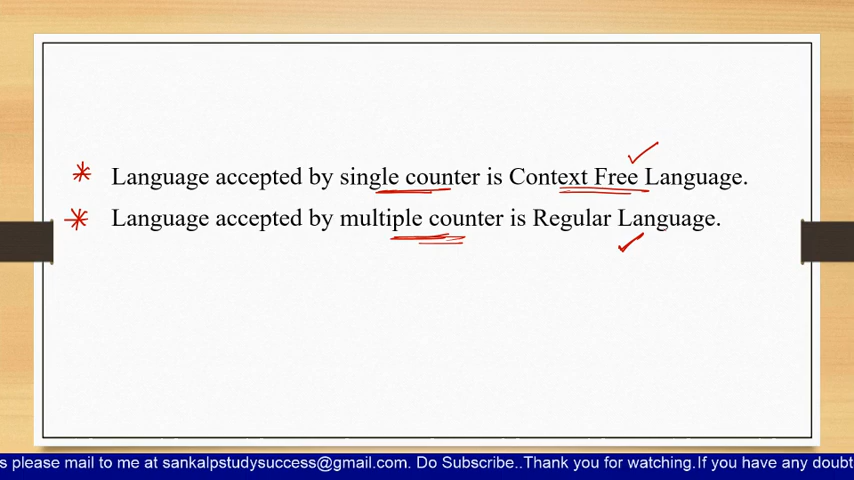 Language accepted by single counter is Context Free Language.
Language accepted by multiple counter is Regular Language.
s please mail to me at sankalpstudysuccess@gmail.com. Do Subscribe..Thank you for watching.If you have any doubt